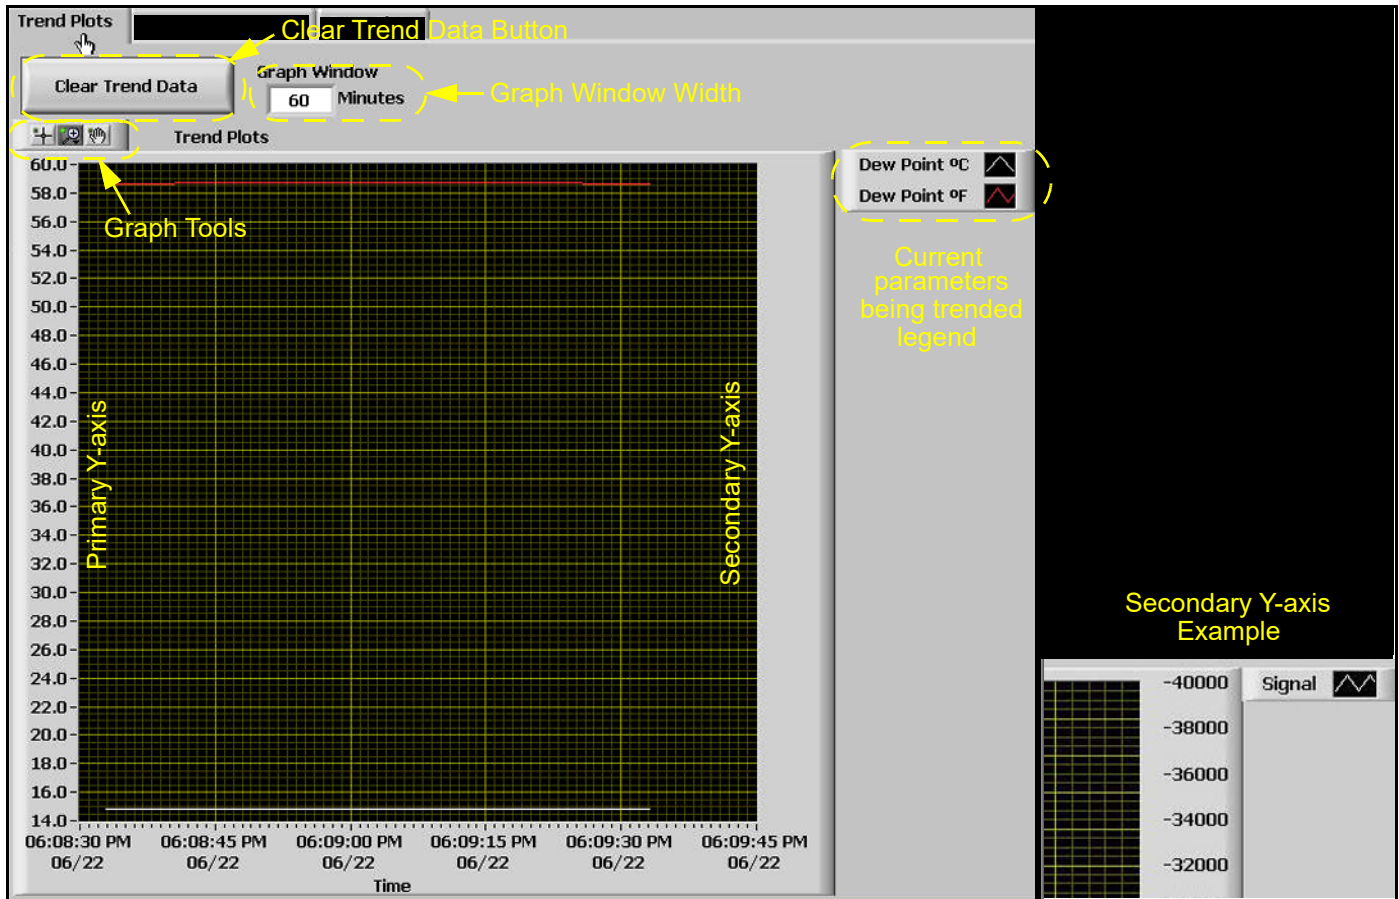 Trend Plots
Clear Trend Data Button
Clear Trend Data
Graph Window
60 Minutes
Graph Window Width
Trend Plots
Graph Tools
Dew Point ºC
Dew Point ºF
Current
parameters
being trended
legend
60.0
58.0
56.0
54.0
52.0
50.0
48.0
46.0
44.0
42.0
40.0
38.0
36.0
34.0
32.0
30.0
28.0
26.0
24.0
22.0
20.0
18.0
16.0
14.0
Primary Y-axis
Secondary Y-axis
06:08:30 PM 06:08:45 PM 06:09:00 PM 06:09:15 PM 06:09:30 PM 06:09:45 PM
06/22 06/22 06/22 06/22 06/22 06/22
Time
Secondary Y-axis
Example
-40000
-38000
-36000
-34000
-32000
Signal